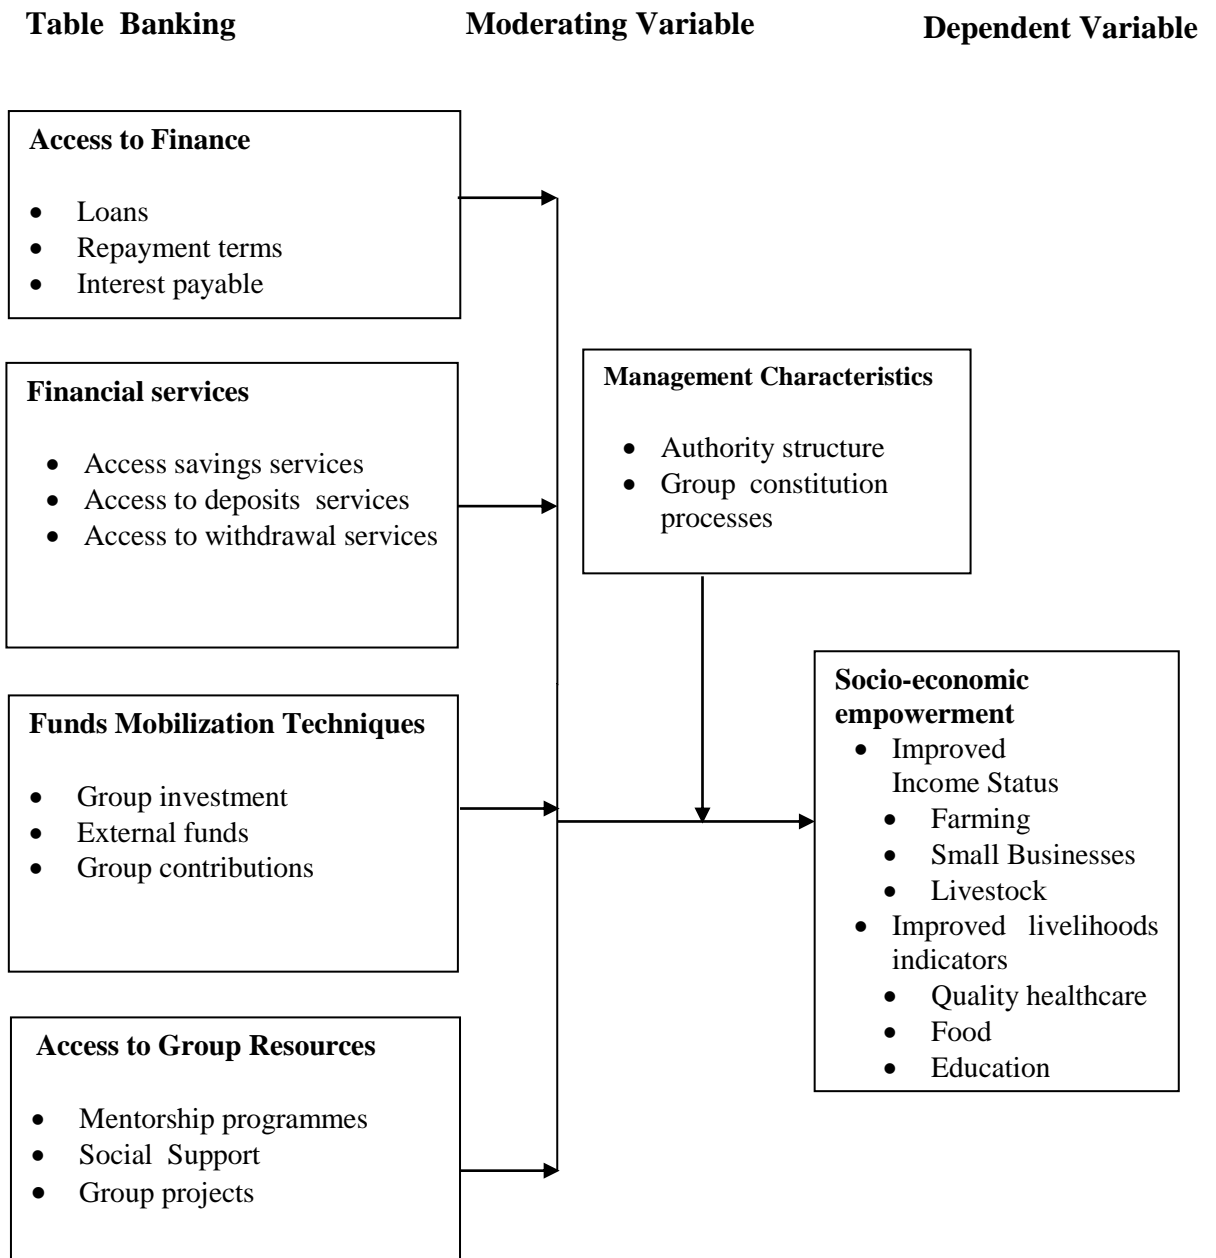 Table Banking
Moderating Variable
Dependent Variable
Access to Finance
• Loans
• Repayment terms
• Interest payable
Financial services
• Access savings services
• Access to deposits services
• Access to withdrawal services
Funds Mobilization Techniques
• Group investment
• External funds
• Group contributions
Access to Group Resources
• Mentorship programmes
• Social Support
• Group projects
Management Characteristics
• Authority structure
• Group constitution
processes
Socio-economic
empowerment
• Improved
Income Status
• Farming
• Small Businesses
• Livestock
• Improved livelihoods
indicators
• Quality healthcare
• Food
• Education